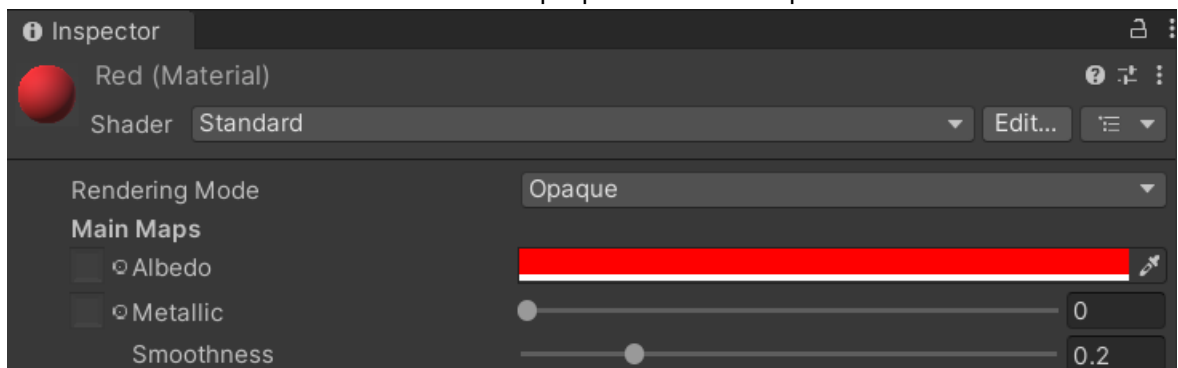 Inspector
Red (Material)
Shader Standard Edit...
Rendering Mode Opaque
Main Maps
Albedo
Metallic 0
Smoothness 0.2